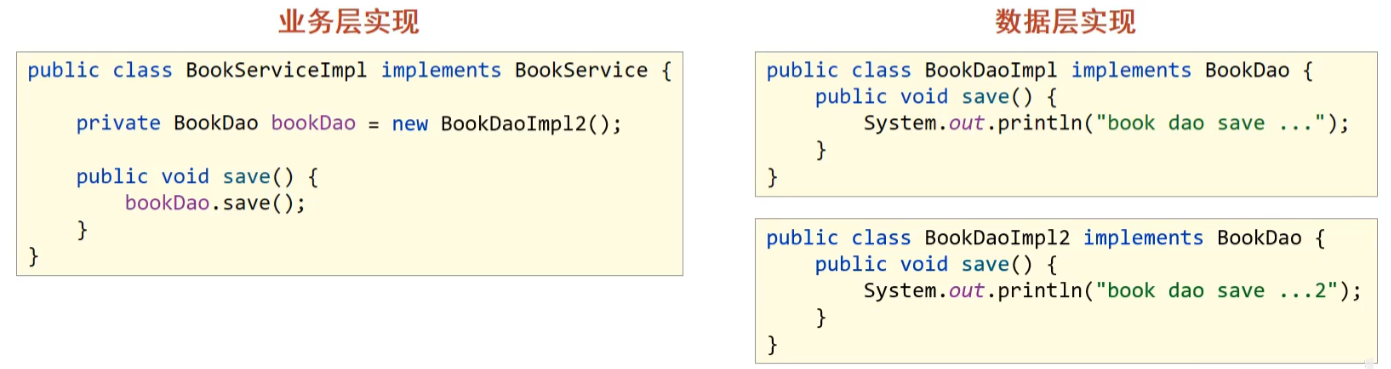 业务层实现
public class BookServiceImpl implements BookService {
    private BookDao bookDao = new BookDaoImpl2();
    public void save() {
        bookDao.save();
    }
}
数据层实现
public class BookDaoImpl implements BookDao {
    public void save() {
        System.out.println("book dao save ...");
    }
}
public class BookDaoImpl2 implements BookDao {
    public void save() {
        System.out.println("book dao save ...2");
    }
}